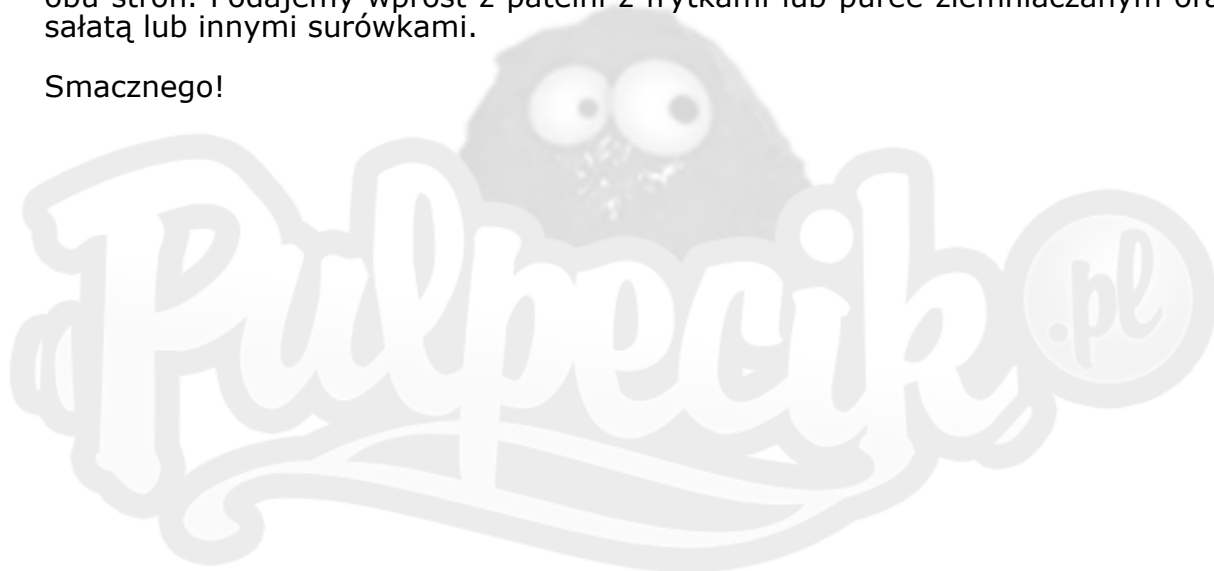 obu stron. Podajemy wprost z patelni z frytkami lub puree ziemniaczanym
sałatą lub innymi surówkami.
Smacznego!
Pulpecik
.pl